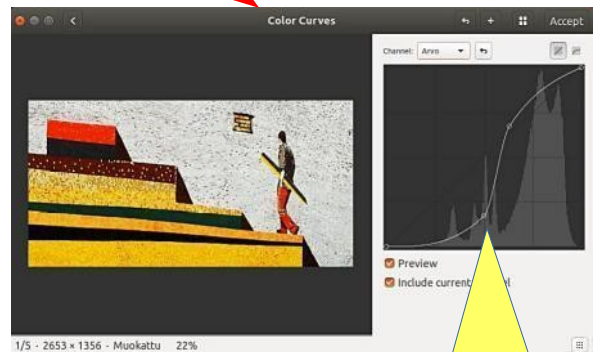 Color Curves
Accept
Channel: Arvo
Preview
Include current
1/5 - 2653 × 1356 - Muokattu 22%